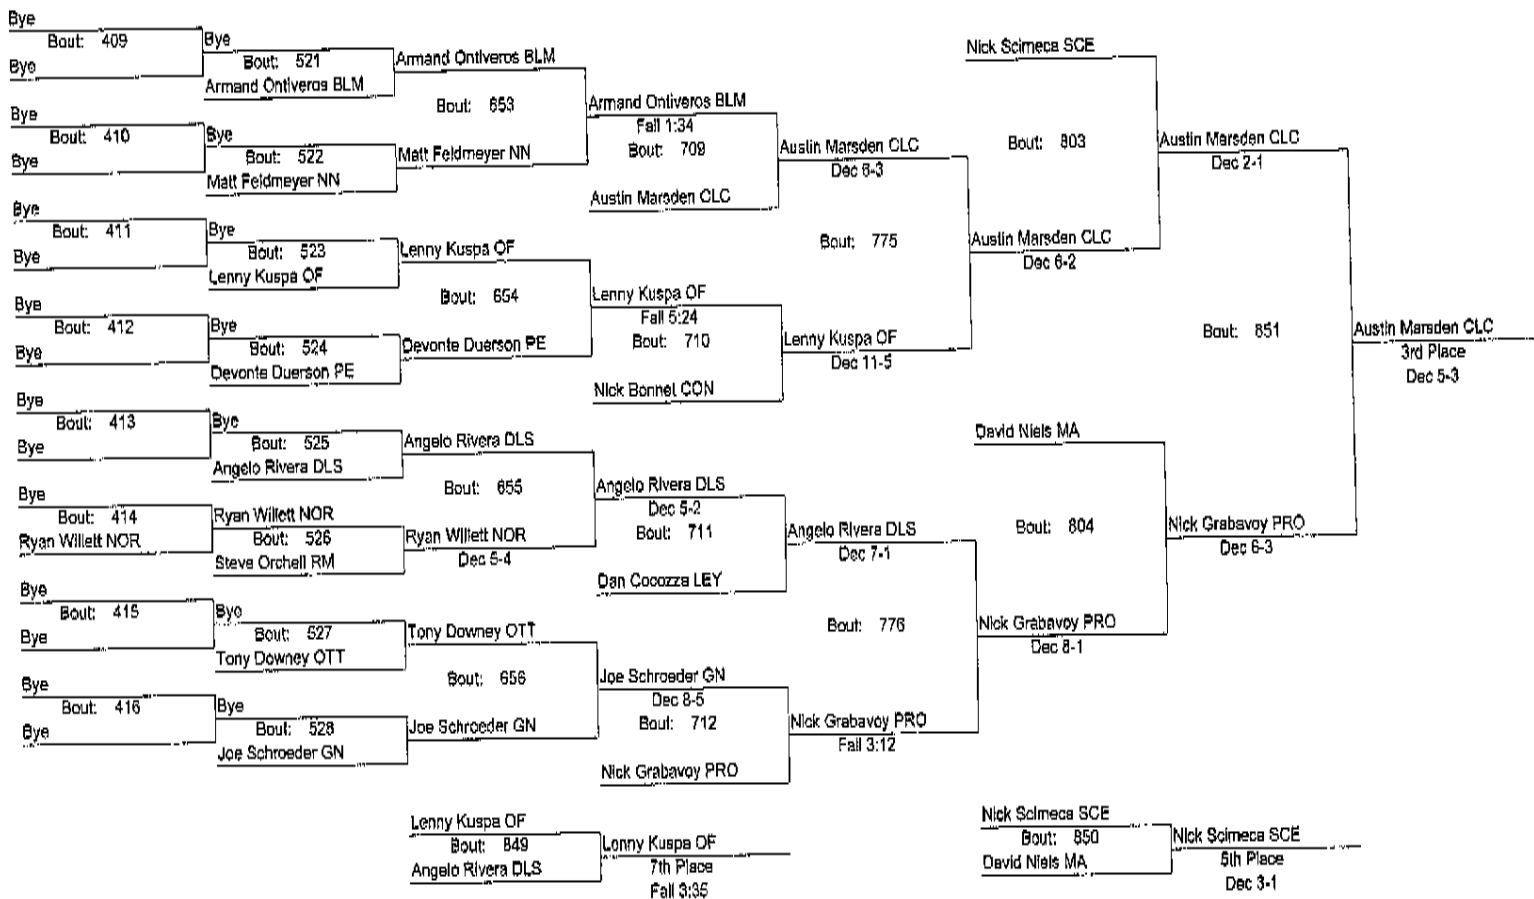 Bye
Bout: 409
Bye
Bye
Bout: 410
Bye
Bye
Bout: 411
Bye
Bye
Bout: 412
Bye
Bye
Bout: 413
Bye
Bye
Bout: 414
Ryan Willett NOR
Bye
Bout: 415
Bye
Bye
Bout: 416
Bye
Bye
Bout: 521
Armand Ontiveros BLM
Bye
Bout: 522
Matt Feldmeyer NN
Bye
Bout: 523
Lenny Kuspa OF
Bye
Bout: 524
Devonte Duerson PE
Bye
Bout: 525
Angelo Rivera DLS
Ryan Willett NOR
Bout: 526
Steve Orchell RM
Bye
Bout: 527
Tony Downey OTT
Bye
Bout: 528
Joe Schroeder GN
Armand Ontiveros BLM
Bout: 653
Matt Feldmeyer NN
Lenny Kuspa OF
Bout: 654
Devonte Duerson PE
Angelo Rivera DLS
Bout: 655
Ryan Willett NOR
Dec 5-4
Tony Downey OTT
Bout: 656
Joe Schroeder GN
Armand Ontiveros BLM
Fall 1:34
Bout: 709
Austin Marsden CLC
Lenny Kuspa OF
Fall 5:24
Bout: 710
Nick Bonnel CON
Angelo Rivera DLS
Dec 5-2
Bout: 711
Dan Cocozza LEY
Joe Schroeder GN
Dec 8-5
Bout: 712
Nick Grabavoy PRO
Austin Marsden CLC
Dec 6-3
Bout: 775
Lenny Kuspa OF
Dec 11-5
Angelo Rivera DLS
Dec 7-1
Bout: 776
Nick Grabavoy PRO
Fall 3:12
Nick Scimeca SCE
Bout: 803
Austin Marsden CLC
Dec 6-2
David Niels MA
Bout: 804
Nick Grabavoy PRO
Dec 8-1
Austin Marsden CLC
Dec 2-1
Bout: 851
Nick Grabavoy PRO
Dec 6-3
Austin Marsden CLC
3rd Place
Dec 5-3
Lenny Kuspa OF
Bout: 849
Angelo Rivera DLS
Lenny Kuspa OF
7th Place
Fall 3:35
Nick Scimeca SCE
Bout: 850
David Niels MA
Nick Scimeca SCE
5th Place
Dec 3-1